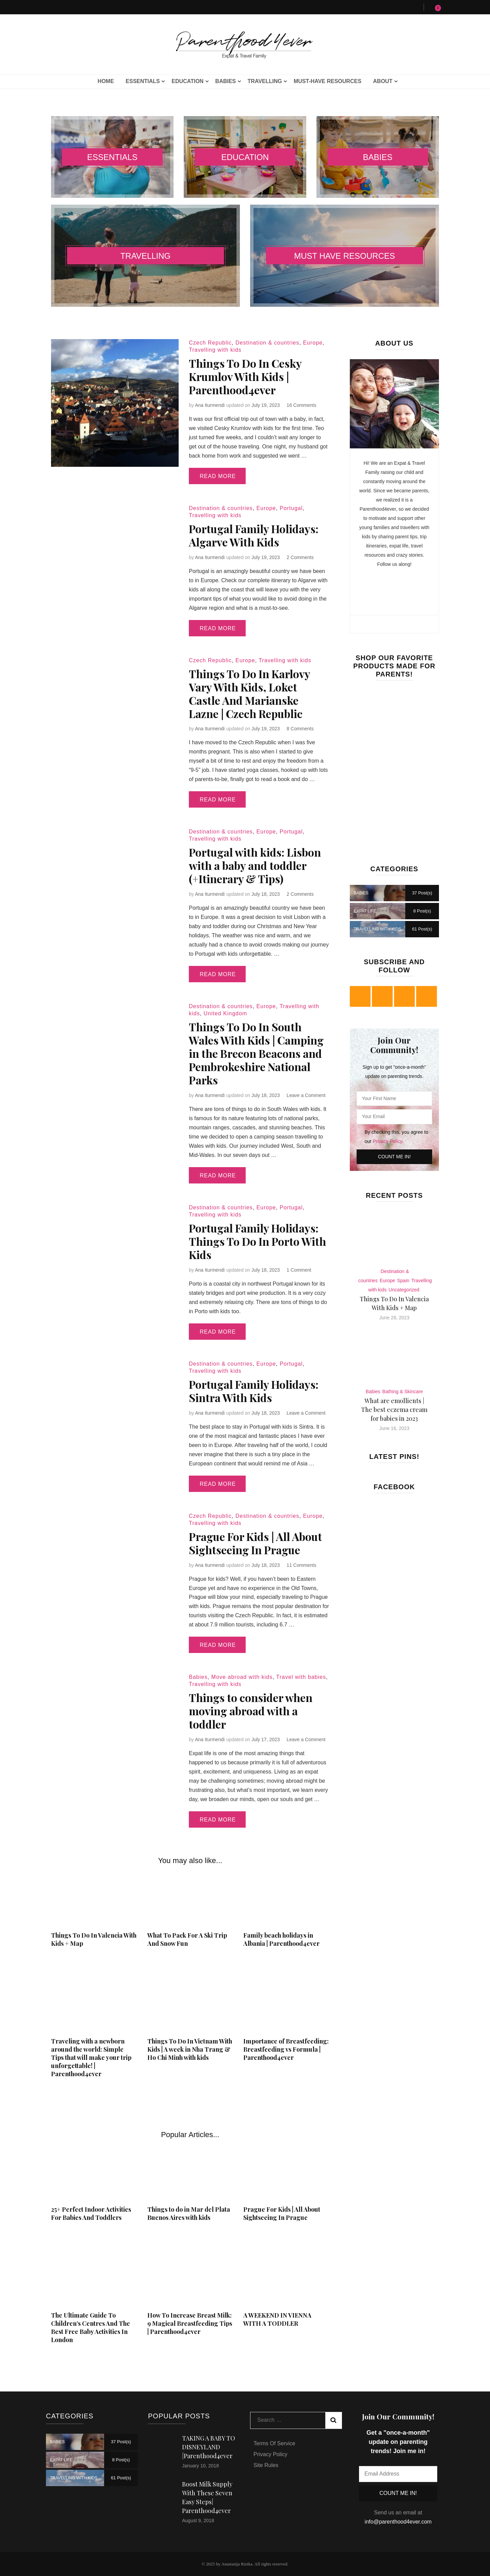 Parenthood4ever
Expat & Travel Family
HOME ESSENTIALS EDUCATION BABIES TRAVELLING MUST-HAVE RESOURCES ABOUT
ESSENTIALS
EDUCATION
BABIES
TRAVELLING
MUST HAVE RESOURCES
Czech Republic, Destination & countries, Europe,
Travelling with kids
Things To Do In Cesky
Krumlov With Kids |
Parenthood4ever
by Ana Iturmendi updated on July 19, 2023 18 Comments
It was our first official trip out of town with a baby, in fact,
we visited Cesky Krumlov with kids for the first time. Two
just turned five weeks, and I couldn't wait any longer to
get out of the house traveling. One night, my husband got
back home from work and suggested we went …
READ MORE
Destination & countries, Europe, Portugal,
Travelling with kids
Portugal Family Holidays:
Algarve With Kids
by Ana Iturmendi updated on July 19, 2023 2 Comments
Portugal is an amazingly beautiful country we have been
to in Europe. Check our complete itinerary to Algarve with
kids all along the coast that will leave you with the very
important tips of what you would like to avoid doing in the
Algarve region and what is a must-to-see.
READ MORE
Czech Republic, Europe, Travelling with kids
Things To Do In Karlovy
Vary With Kids, Loket
Castle And Marianske
Lazne | Czech Republic
by Ana Iturmendi updated on July 19, 2023 9 Comments
I have moved to the Czech Republic when I was five
months pregnant. This is also when I started to give
myself a bit of time to rest and enjoy the freedom from a
"9-5" job. I have started yoga classes, hooked up with lots
of parents-to-be, finally got to read a book and do …
READ MORE
Destination & countries, Europe, Portugal,
Travelling with kids
Portugal with kids: Lisbon
with a baby and toddler
(+Itinerary & Tips)
by Ana Iturmendi updated on July 18, 2023 2 Comments
Portugal is an amazingly beautiful country we have been
to in Europe. It was a great decision to visit Lisbon with a
baby and toddler during our Christmas and New Year
holidays. The weather was nice and warm, and we
actually had a chance to avoid crowds making our journey
to Portugal with kids unforgettable. …
READ MORE
Destination & countries, Europe, Travelling with
kids, United Kingdom
Things To Do In South
Wales With Kids | Camping
in the Brecon Beacons and
Pembrokeshire National
Parks
by Ana Iturmendi updated on July 18, 2023 Leave a Comment
There are tons of things to do in South Wales with kids. It
is famous for its nature featuring lots of national parks,
mountain ranges, cascades, and stunning beaches. This
time we decided to open a camping season travelling to
Wales with our kids. Our journey included West, South and
Mid-Wales. In our seven days out …
READ MORE
Destination & countries, Europe, Portugal,
Travelling with kids
Portugal Family Holidays:
Things To Do In Porto With
Kids
by Ana Iturmendi updated on July 18, 2023 1 Comment
Porto is a coastal city in northwest Portugal known for its
stately bridges and port wine production. It is a very cozy
and extremely relaxing city. There are tons of things to do
in Porto with kids too.
READ MORE
Destination & countries, Europe, Portugal,
Travelling with kids
Portugal Family Holidays:
Sintra With Kids
by Ana Iturmendi updated on July 18, 2023 Leave a Comment
The best place to stay in Portugal with kids is Sintra. It is
one of the most magical and fantastic places I have ever
been to in Europe. After traveling half of the world, I could
never imagine that there is such a tiny place in the
European continent that would remind me of Asia …
READ MORE
Czech Republic, Destination & countries, Europe,
Travelling with kids
Prague For Kids | All About
Sightseeing In Prague
by Ana Iturmendi updated on July 18, 2023 11 Comments
Prague for kids? Well, if you haven't been to Eastern
Europe yet and have no experience in the Old Towns,
Prague will blow your mind, especially traveling to Prague
with kids. Prague remains the most popular destination for
tourists visiting the Czech Republic. In fact, it is estimated
at about 7.9 million tourists, including 6.7 …
READ MORE
Babies, Move abroad with kids, Travel with babies,
Travelling with kids
Things to consider when
moving abroad with a
toddler
by Ana Iturmendi updated on July 17, 2023 Leave a Comment
Expat life is one of the most amazing things that
happened to us because primarily it is full of adventurous
spirit, excitement, and uniqueness. Living as an expat
may be challenging sometimes; moving abroad might be
frustrating also, but what's most important, we learn every
day, we broaden our minds, open our souls and get …
READ MORE
ABOUT US
Hi! We are an Expat & Travel
Family raising our child and
constantly moving around the
world. Since we became parents,
we realized it is a
Parenthood4ever, so we decided
to motivate and support other
young families and travellers with
kids by sharing parent tips, trip
itineraries, expat life, travel
resources and crazy stories.
Follow us along!
SHOP OUR FAVORITE
PRODUCTS MADE FOR
PARENTS!
CATEGORIES
BABIES 37 Post(s)
EXPAT LIFE 8 Post(s)
TRAVELLING WITH KIDS 61 Post(s)
SUBSCRIBE AND
FOLLOW
Join Our
Community!
Sign up to get "once-a-month"
update on parenting trends.
Your First Name
Your Email
By checking this, you agree to
our Privacy Policy.
COUNT ME IN!
RECENT POSTS
Destination &
countries Europe Spain Travelling
with kids Uncategorized
Things To Do In Valencia
With Kids + Map
June 28, 2023
Babies Bathing & Skincare
What are emollients |
The best eczema cream
for babies in 2023
June 16, 2023
LATEST PINS!
FACEBOOK
You may also like...
Things To Do In Valencia With
Kids + Map
What To Pack For A Ski Trip
And Snow Fun
Family beach holidays in
Albania | Parenthood4ever
Traveling with a newborn
around the world: Simple
Tips that will make your trip
unforgettable! |
Parenthood4ever
Things To Do In Vietnam With
Kids | A week in Nha Trang &
Ho Chi Minh with kids
Importance of Breastfeeding:
Breastfeeding vs Formula |
Parenthood4ever
Popular Articles...
25+ Perfect Indoor Activities
For Babies And Toddlers
Things to do in Mar del Plata
Buenos Aires with kids
Prague For Kids | All About
Sightseeing In Prague
The Ultimate Guide To
Children's Centres And The
Best Free Baby Activities In
London
How To Increase Breast Milk:
9 Magical Breastfeeding Tips
| Parenthood4ever
A WEEKEND IN VIENNA
WITH A TODDLER
CATEGORIES
BABIES 37 Post(s)
EXPAT LIFE 8 Post(s)
TRAVELLING WITH KIDS 61 Post(s)
POPULAR POSTS
TAKING A BABY TO
DISNEYLAND
|Parenthood4ever
January 10, 2019
Boost Milk Supply
With These Seven
Easy Steps|
Parenthood4ever
August 9, 2019
Search …
Terms Of Service
Privacy Policy
Site Rules
Join Our Community!
Get a "once-a-month"
update on parenting
trends! Join me in!
Email Address
COUNT ME IN!
Send us an email at
info@parenthood4ever.com